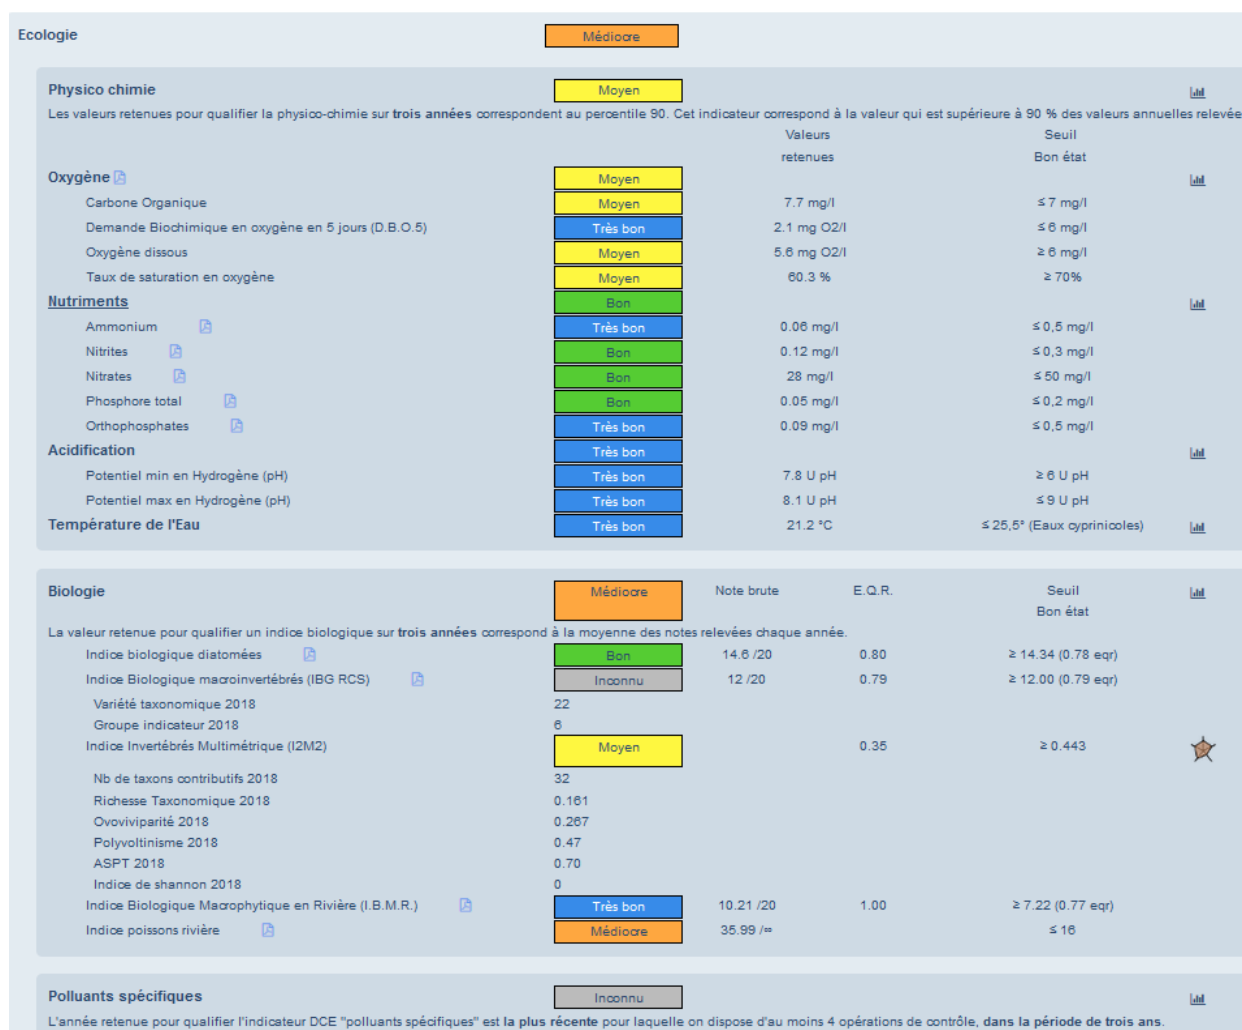 Ecologie Médiocre
Physico chimie Moyen
Les valeurs retenues pour qualifier la physico-chimie sur trois années correspondent au percentile 90. Cet indicateur correspond à la valeur qui est supérieure à 90 % des valeurs annuelles relevée
Valeurs Seuil
retenues Bon état
Oxygène Moyen
Carbone Organique Moyen 7.7 mg/l ≤ 7 mg/l
Demande Biochimique en oxygène en 5 jours (D.B.O.5) Très bon 2.1 mg O2/l ≤ 6 mg/l
Oxygène dissous Moyen 5.6 mg O2/l ≥ 6 mg/l
Taux de saturation en oxygène Moyen 60.3 % ≥ 70%
Nutriments Bon
Ammonium Très bon 0.06 mg/l ≤ 0,5 mg/l
Nitrites Bon 0.12 mg/l ≤ 0,3 mg/l
Nitrates Bon 28 mg/l ≤ 50 mg/l
Phosphore total Bon 0.05 mg/l ≤ 0,2 mg/l
Orthophosphates Très bon 0.09 mg/l ≤ 0,5 mg/l
Acidification Très bon
Potentiel min en Hydrogène (pH) Très bon 7.8 U pH ≥ 6 U pH
Potentiel max en Hydrogène (pH) Très bon 8.1 U pH ≤ 9 U pH
Température de l'Eau Très bon 21.2 °C ≤ 25,5° (Eaux cyprinicoles)
Biologie Médiocre Note brute E.Q.R. Seuil
Bon état
La valeur retenue pour qualifier un indice biologique sur trois années correspond à la moyenne des notes relevées chaque année.
Indice biologique diatomées Bon 14.6 /20 0.80 ≥ 14.34 (0.78 eqr)
Indice Biologique macroinvertébrés (IBG RCS) Inconnu 12 /20 0.79 ≥ 12.00 (0.79 eqr)
Variété taxonomique 2018 22
Groupe indicateur 2018 6
Indice Invertébrés Multimétrique (I2M2) Moyen 0.35 ≥ 0.443
Nb de taxons contributifs 2018 32
Richesse Taxonomique 2018 0.161
Ovoviviparité 2018 0.267
Polyvoltinisme 2018 0.47
ASPT 2018 0.70
Indice de shannon 2018 0
Indice Biologique Macrophytique en Rivière (I.B.M.R.) Très bon 10.21 /20 1.00 ≥ 7.22 (0.77 eqr)
Indice poissons rivière Médiocre 35.99 /∞ ≤ 16
Polluants spécifiques Inconnu
L'année retenue pour qualifier l'indicateur DCE "polluants spécifiques" est la plus récente pour laquelle on dispose d'au moins 4 opérations de contrôle, dans la période de trois ans.